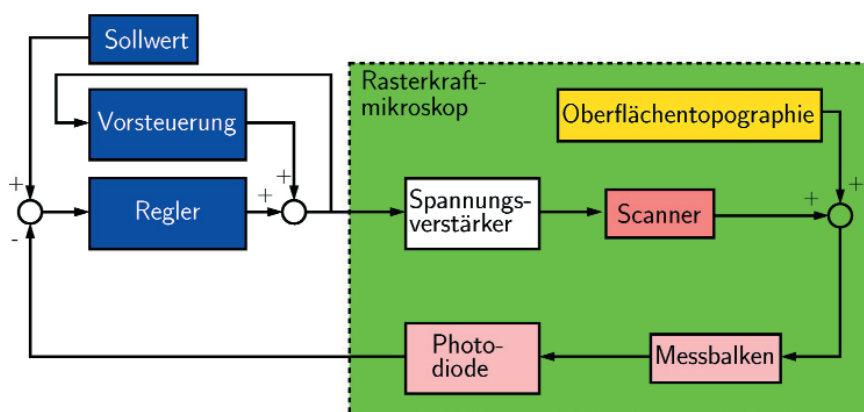 Sollwert
Rasterkraft-
mikroskop
Vorsteuerung
Oberflächentopographie
+
+
+
Regler
+
+
Spannungs-
verstärker
Scanner
-
Photo-
diode
Messbalken